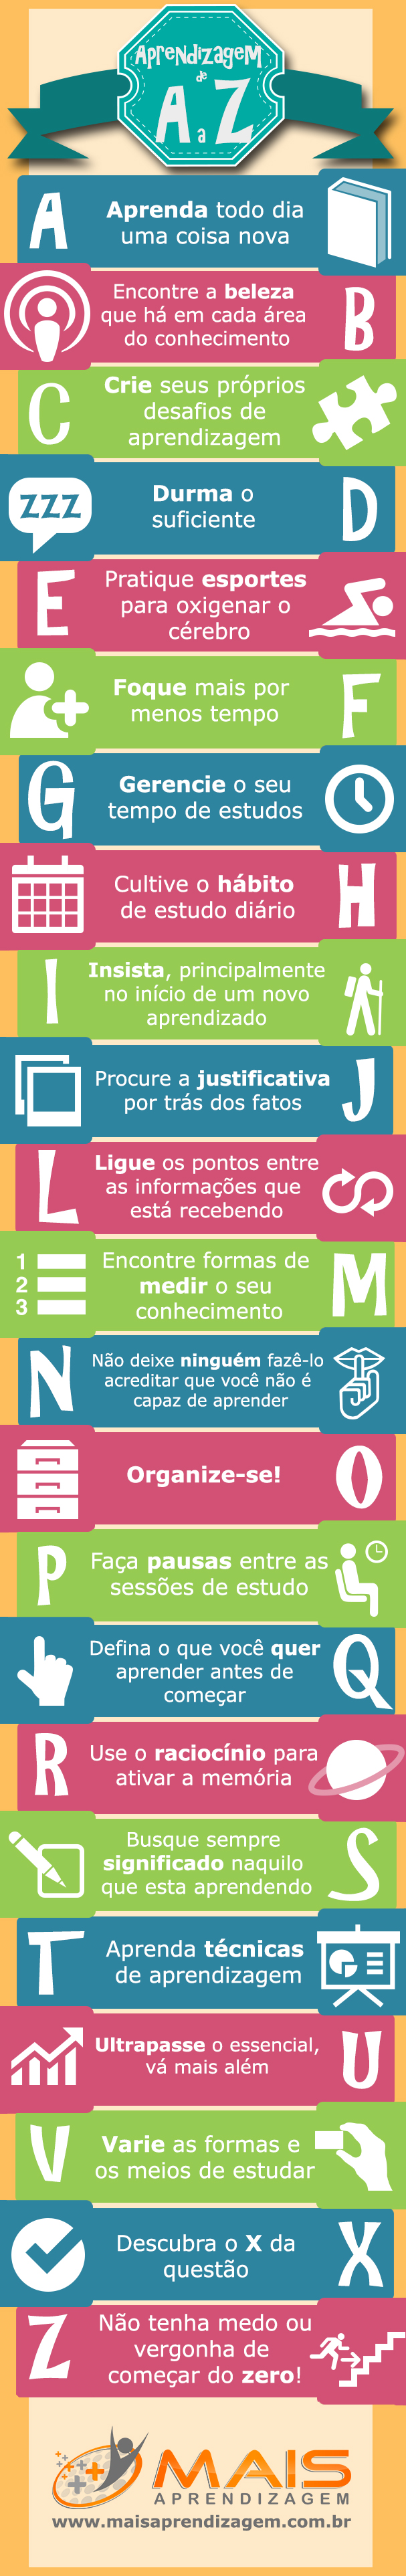 Aprendizagem
de
A a Z
A
Aprenda todo dia
uma coisa nova
Encontre a beleza
que há em cada área
do conhecimento
B
C
Crie seus próprios
desafios de
aprendizagem
zzz
Durma o
suficiente
D
E
Pratique esportes
para oxigenar o
cérebro
Foque mais por
menos tempo
F
G
Gerencie o seu
tempo de estudos
Cultive o hábito
de estudo diário
H
I
Insista, principalmente
no início de um novo
aprendizado
Procure a justificativa
por trás dos fatos
J
L
Ligue os pontos entre
as informações que
está recebendo
1
2
3
Encontre formas de
medir o seu
conhecimento
M
N
Não deixe ninguém fazê-lo
acreditar que você não é
capaz de aprender
Organize-se!
O
P
Faça pausas entre as
sessões de estudo
Defina o que você quer
aprender antes de
começar
Q
R
Use o raciocínio para
ativar a memória
Busque sempre
significado naquilo
que esta aprendendo
S
T
Aprenda técnicas
de aprendizagem
Ultrapasse o essencial,
vá mais além
U
V
Varie as formas e
os meios de estudar
Descubra o X da
questão
X
Z
Não tenha medo ou
vergonha de
começar do zero!
MAIS
APRENDIZAGEM
www.maisaprendizagem.com.br